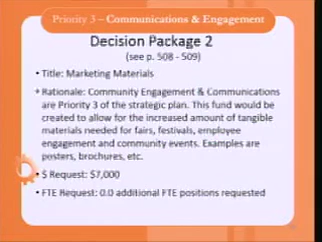 Priority 3 – Communications & Engagement
Decision Package 2
(see p. 508 - 509)
• Title: Marketing Materials
• Rationale: Community Engagement & Communications
are Priority 3 of the strategic plan. This fund would be
created to allow for the increased amount of tangible
materials needed for fairs, festivals, employee
engagement and community events. Examples are
posters, brochures, etc.
• $ Request: $7,000
• FTE Request: 0.0 additional FTE positions requested